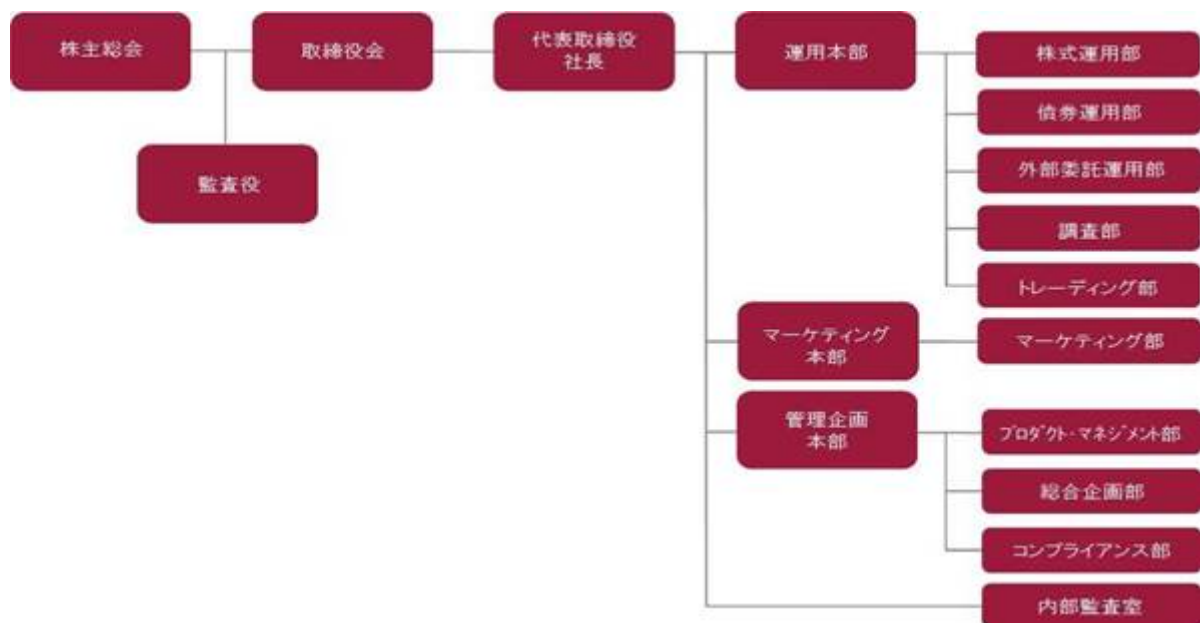 株主総会
取締役会
代表取締役
社長
運用本部
株式運用部
債券運用部
監査役
外部委託運用部
調査部
トレーディング部
マーケティング
本部
マーケティング部
管理企画
本部
プロダクト・マネジメント部
総合企画部
コンプライアンス部
内部監査室